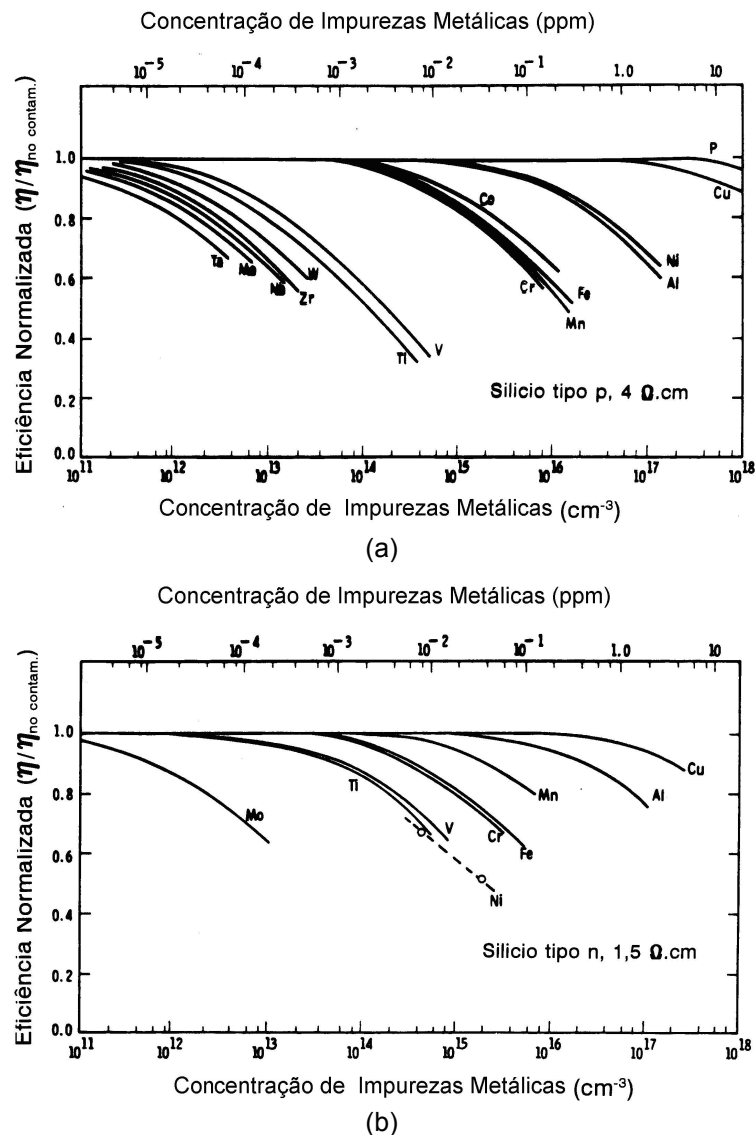 Concentração de Impurezas Metálicas (ppm)
10⁻⁵ 10⁻⁴ 10⁻³ 10⁻² 10⁻¹ 1.0 10
Eficiência Normalizada (η/ηno contam.)
1.0
0.8
0.6
0.4
0.2
0.0
P
Cu
Co
Ni
Al
Ta
Mo
Nb
Zr
W
Cr
Fe
Mn
Ti
V
Silicio tipo p, 4 Ω.cm
10¹¹ 10¹² 10¹³ 10¹⁴ 10¹⁵ 10¹⁶ 10¹⁷ 10¹⁸
Concentração de Impurezas Metálicas (cm⁻³)
(a)
Concentração de Impurezas Metálicas (ppm)
10⁻⁵ 10⁻⁴ 10⁻³ 10⁻² 10⁻¹ 1.0 10
Eficiência Normalizada (η/ηno contam.)
1.0
0.8
0.6
0.4
0.2
0.0
Cu
Mo
Ti
Mn
Al
V
Cr
Fe
Ni
Silicio tipo n, 1,5 Ω.cm
10¹¹ 10¹² 10¹³ 10¹⁴ 10¹⁵ 10¹⁶ 10¹⁷ 10¹⁸
Concentração de Impurezas Metálicas (cm⁻³)
(b)